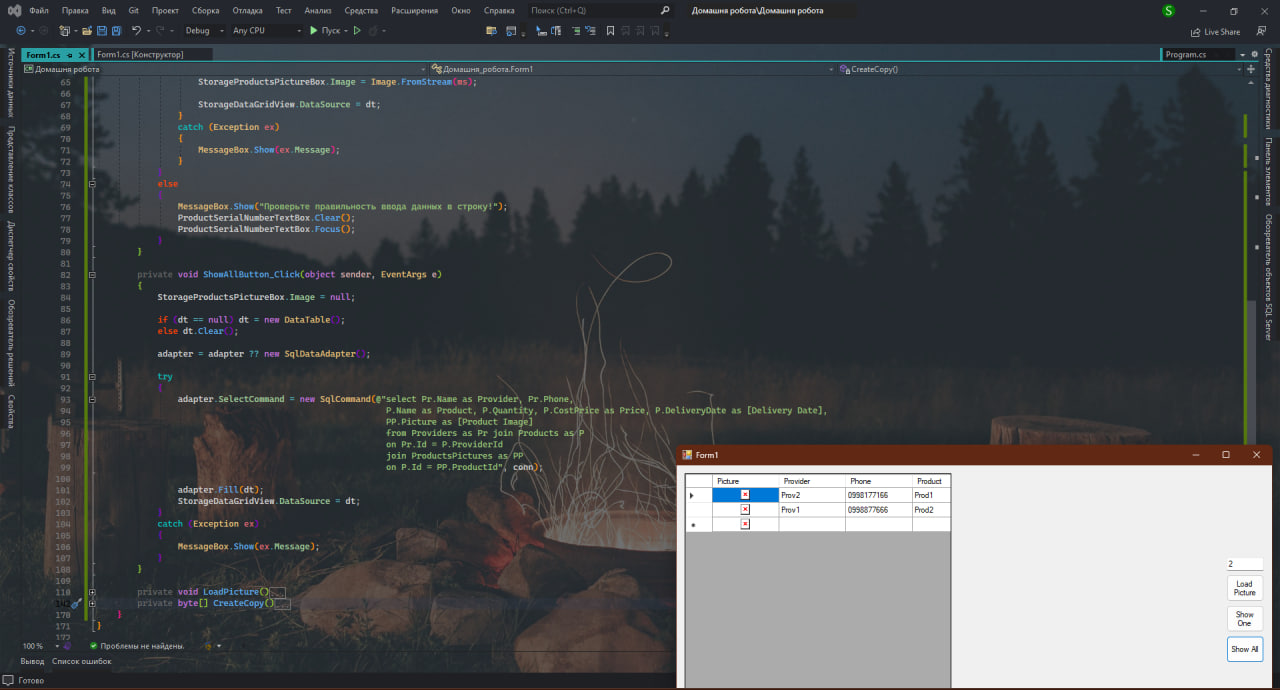 Файл Правка Вид Git Проект Сборка Отладка Тест Анализ Средства Расширения Окно Справка Поиск (Ctrl+Q) Домашня робота\Домашня робота S
Debug Any CPU Пуск Live Share
Form1.cs Form1.cs [Конструктор] Program.cs
Домашня робота Домашня_робота.Form1 CreateCopy()
Источники данных
Представление классов
Диспетчер свойств
Обозреватель решений
Свойства
65 StorageProductsPictureBox.Image = Image.FromStream(ms);
66
67 StorageDataGridView.DataSource = dt;
68 }
69 catch (Exception ex)
70 {
71 MessageBox.Show(ex.Message);
72 }
73 }
74 else
75 {
76 MessageBox.Show("Проверьте правильность ввода данных в строку!");
77 ProductSerialNumberTextBox.Clear();
78 ProductSerialNumberTextBox.Focus();
79 }
80 }
81
82 private void ShowAllButton_Click(object sender, EventArgs e)
83 {
84 StorageProductsPictureBox.Image = null;
85
86 if (dt == null) dt = new DataTable();
87 else dt.Clear();
88
89 adapter = adapter ?? new SqlDataAdapter();
90
91 try
92 {
93 adapter.SelectCommand = new SqlCommand(@"select Pr.Name as Provider, Pr.Phone,
94 P.Name as Product, P.Quantity, P.CostPrice as Price, P.DeliveryDate as [Delivery Date],
95 PP.Picture as [Product Image]
96 from Providers as Pr join Products as P
97 on Pr.Id = P.ProviderId
98 join ProductsPictures as PP
99 on P.Id = PP.ProductId", conn);
100
101 adapter.Fill(dt);
102 StorageDataGridView.DataSource = dt;
103 }
104 catch (Exception ex)
105 {
106 MessageBox.Show(ex.Message);
107 }
108 }
109
110 private void LoadPicture()...
143 private byte[] CreateCopy()...
170 }
171 }
172
Средства диагностики
Панель элементов
Обозреватель объектов SQL Server
Form1
Picture Provider Phone Product
Prov2 0998177166 Prod1
Prov1 0998877666 Prod2
2
Load
Picture
Show
One
Show All
100 % Проблемы не найдены.
Вывод Список ошибок
Готово